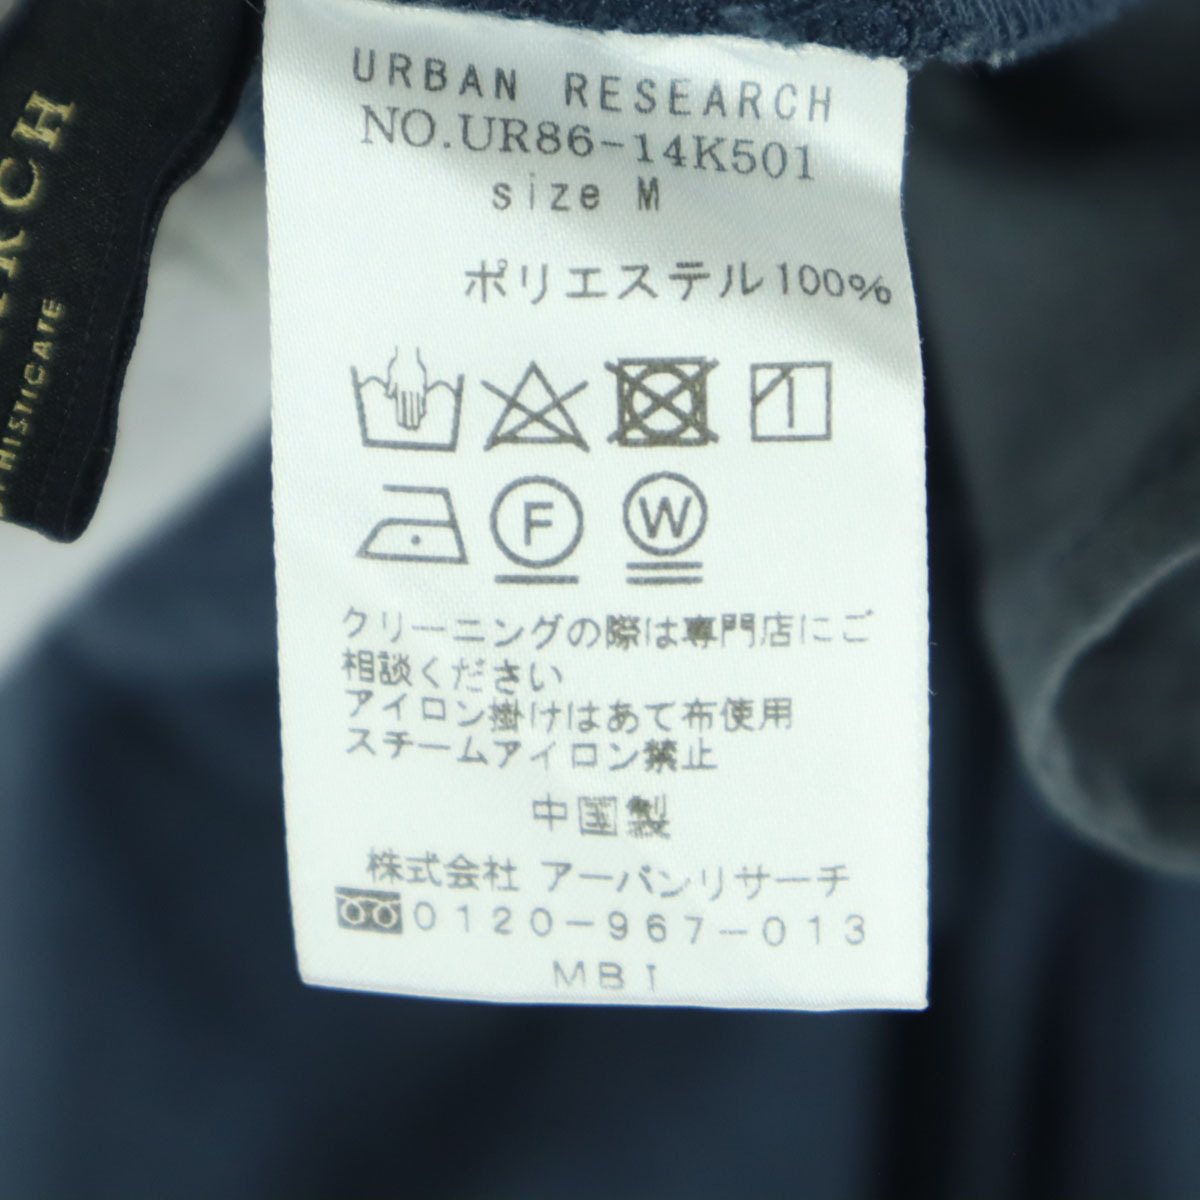 URBAN RESEARCH
NO.UR86-14K501
size M
ポリエステル100%
F W
クリーニングの際は専門店にご
相談ください
アイロン掛けはあて布使用
スチームアイロン禁止
中国製
株式会社 アーバンリサーチ
0120-967-013
MBI